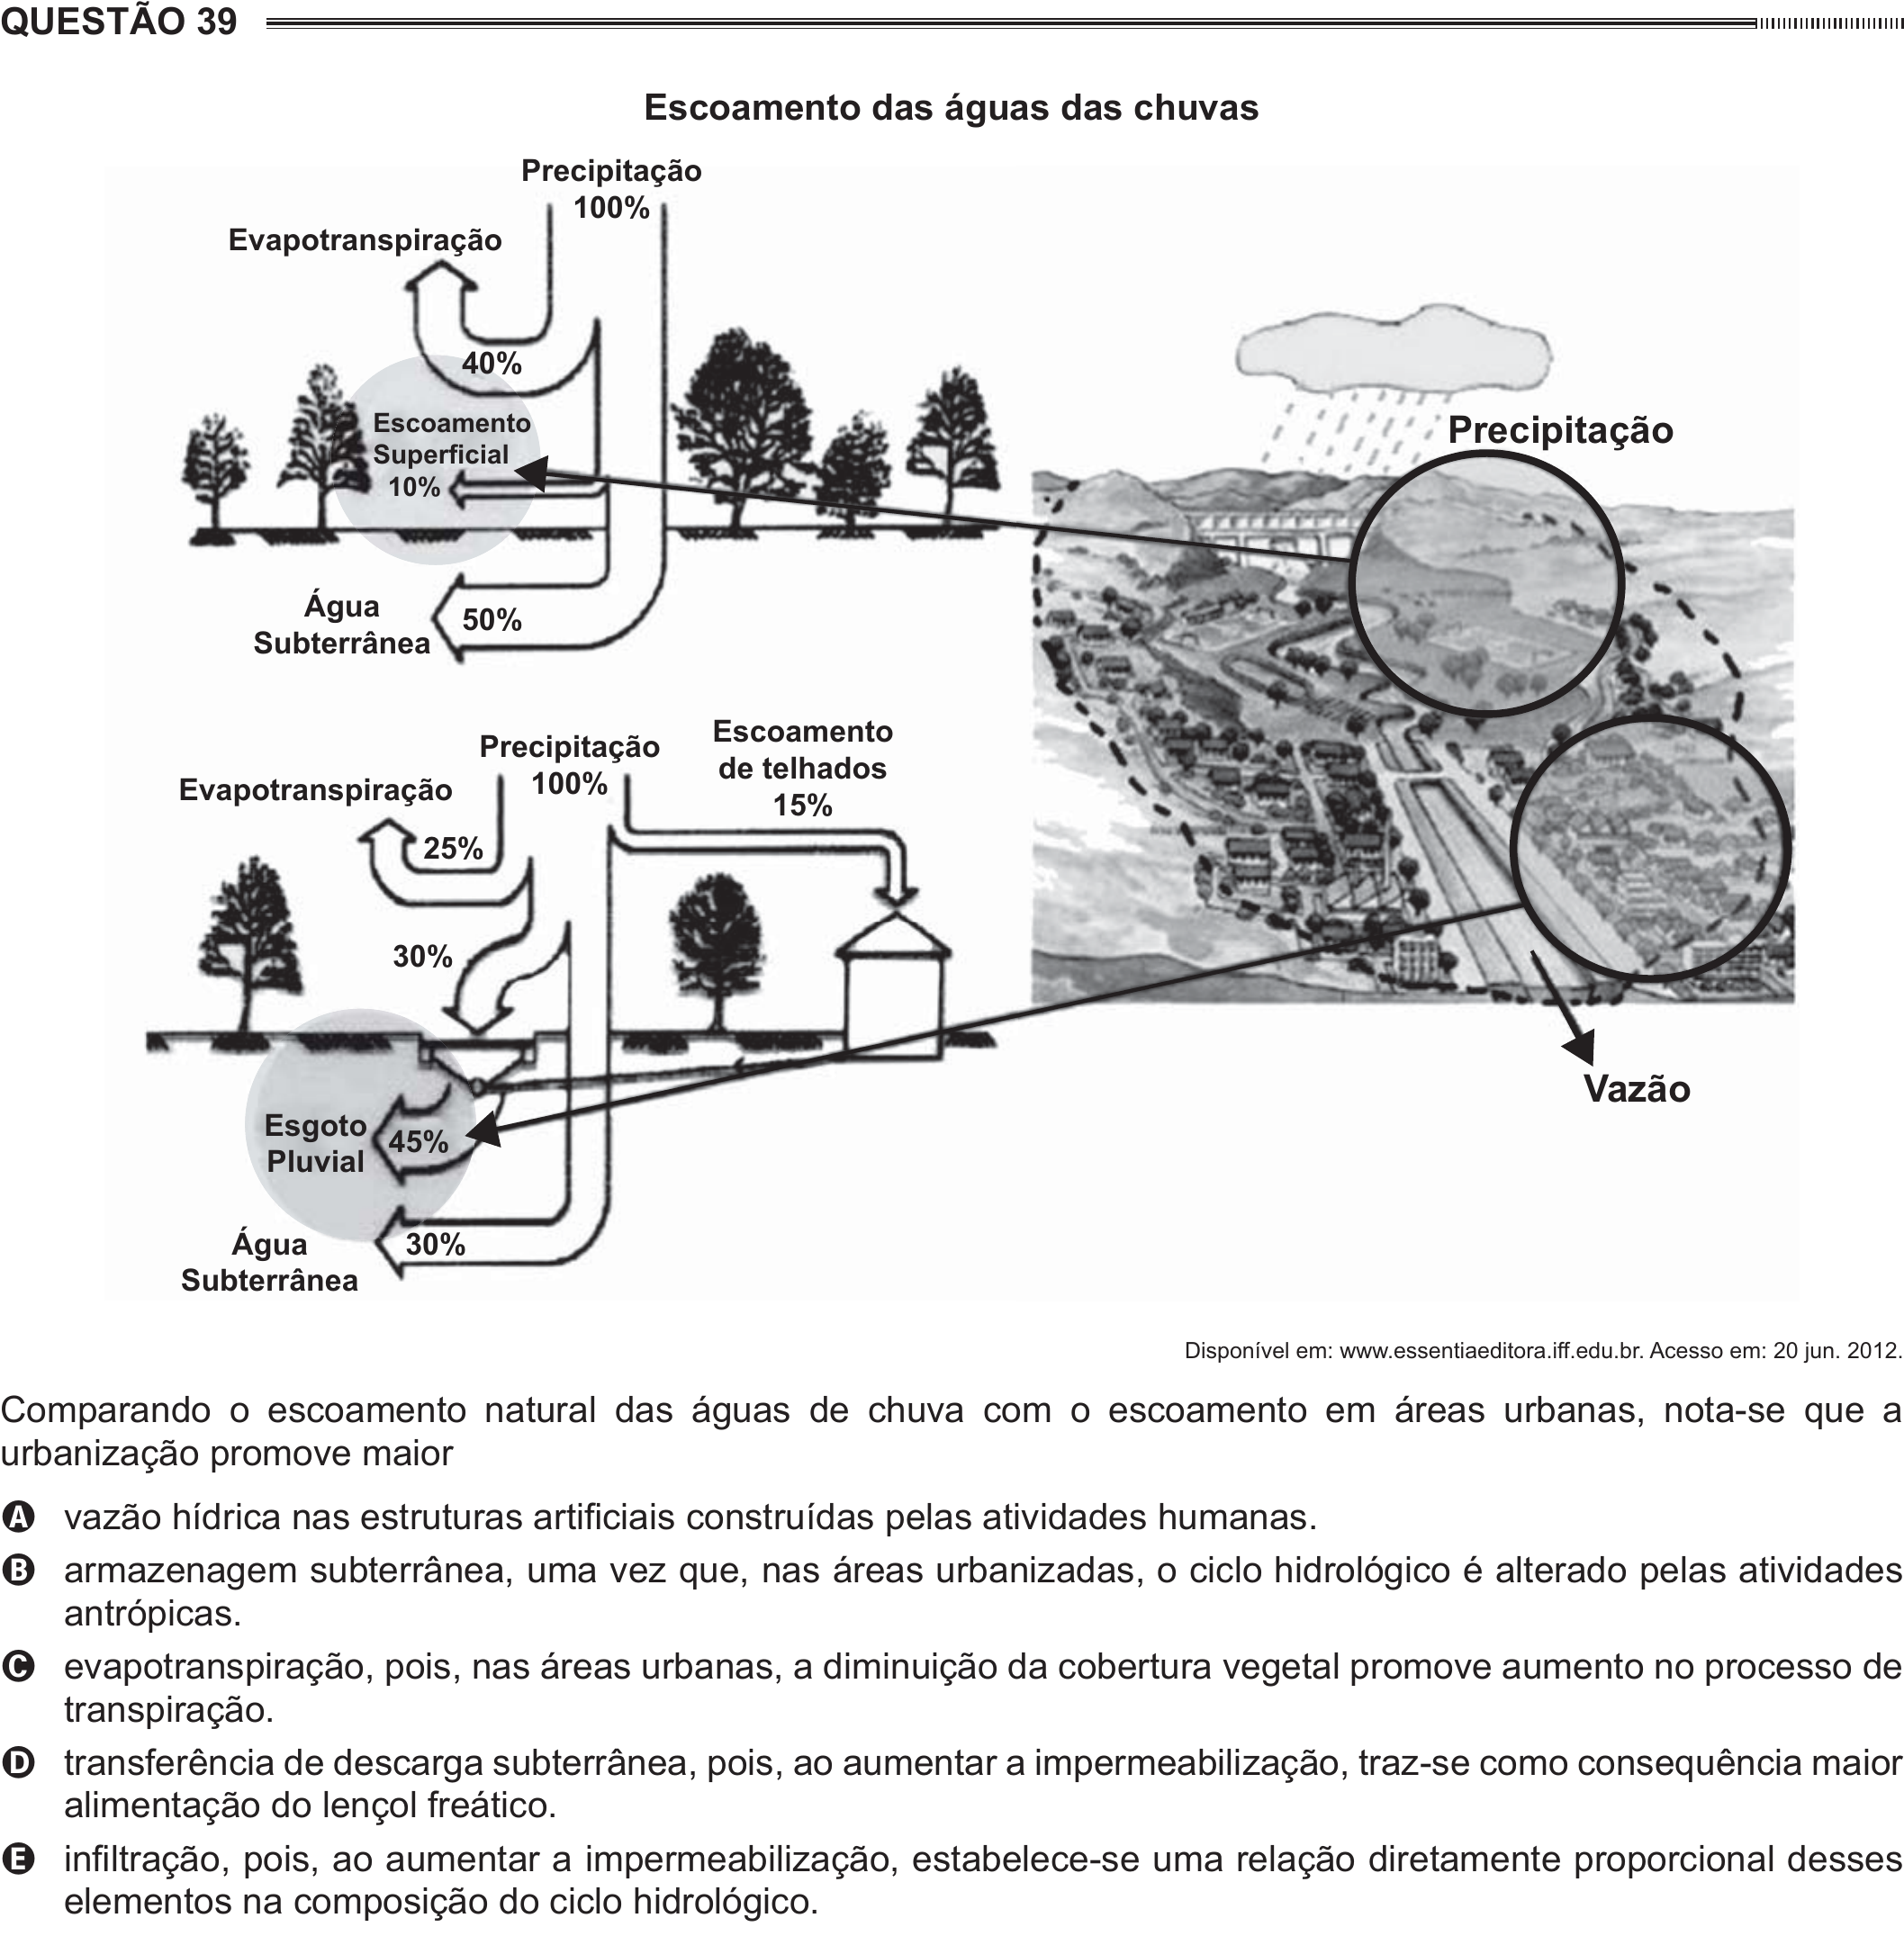 QUESTÃO 39
Escoamento das águas das chuvas
Precipitação
100%
Evapotranspiração
40%
Escoamento
Superficial
10%
Água
Subterrânea
50%
Precipitação
Vazão
Precipitação
100%
Escoamento
de telhados
15%
Evapotranspiração
25%
30%
Esgoto
Pluvial
45%
Água
Subterrânea
30%
Disponível em: www.essentiaeditora.iff.edu.br. Acesso em: 20 jun. 2012.
Comparando o escoamento natural das águas de chuva com o escoamento em áreas urbanas, nota-se que a
urbanização promove maior
A vazão hídrica nas estruturas artificiais construídas pelas atividades humanas.
B armazenagem subterrânea, uma vez que, nas áreas urbanizadas, o ciclo hidrológico é alterado pelas atividades
antrópicas.
C evapotranspiração, pois, nas áreas urbanas, a diminuição da cobertura vegetal promove aumento no processo de
transpiração.
D transferência de descarga subterrânea, pois, ao aumentar a impermeabilização, traz-se como consequência maior
alimentação do lençol freático.
E infiltração, pois, ao aumentar a impermeabilização, estabelece-se uma relação diretamente proporcional desses
elementos na composição do ciclo hidrológico.